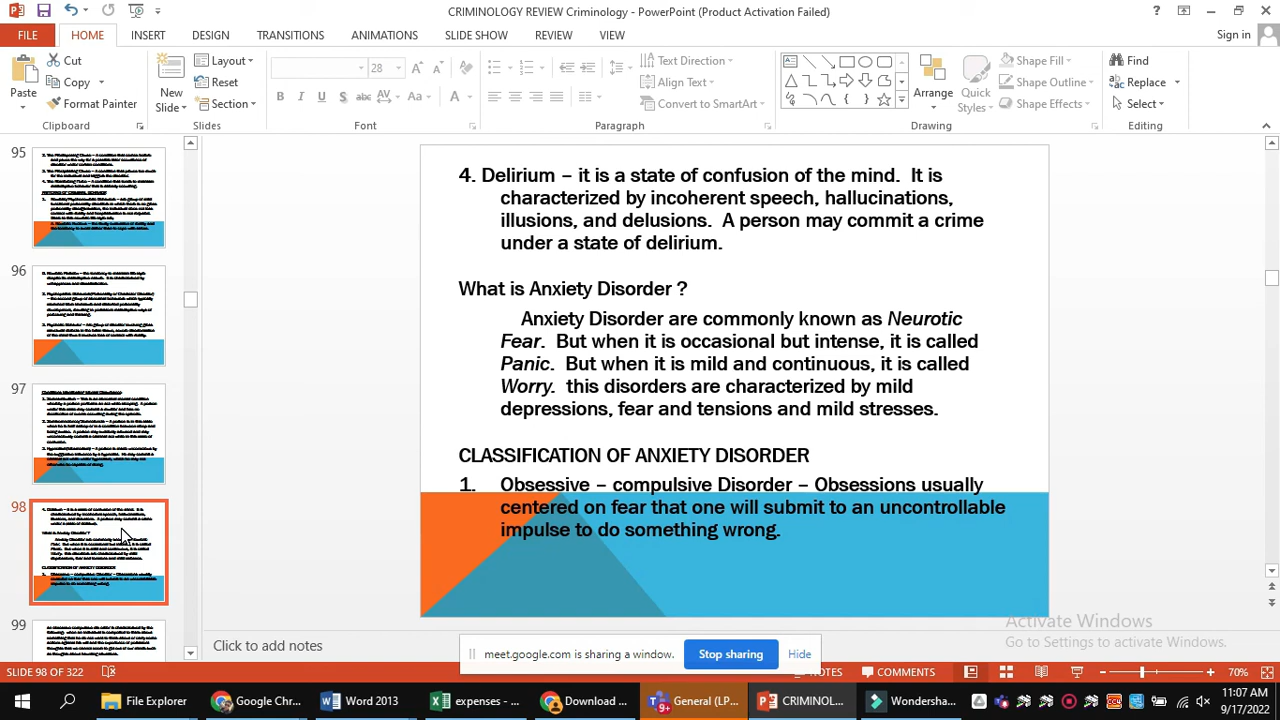 CRIMINOLOGY REVIEW Criminology - PowerPoint (Product Activation Failed)
FILE HOME INSERT DESIGN TRANSITIONS ANIMATIONS SLIDE SHOW REVIEW VIEW Sign in
Paste
Cut
Copy
Format Painter
Clipboard
New
Slide
Layout
Reset
Section
Slides
28
B I U S abc AV Aa A
Font
Text Direction
Align Text
Convert to SmartArt
Paragraph
Arrange
Quick
Styles
Shape Fill
Shape Outline
Shape Effects
Drawing
Find
Replace
Select
Editing
95
96
97
98
99
4. Delirium – it is a state of confusion of the mind. It is
characterized by incoherent speech, hallucinations,
illusions, and delusions. A person may commit a crime
under a state of delirium.
What is Anxiety Disorder ?
Anxiety Disorder are commonly known as Neurotic
Fear. But when it is occasional but intense, it is called
Panic. But when it is mild and continuous, it is called
Worry. this disorders are characterized by mild
depressions, fear and tensions and mild stresses.
CLASSIFICATION OF ANXIETY DISORDER
1. Obsessive – compulsive Disorder – Obsessions usually
centered on fear that one will submit to an uncontrollable
impulse to do something wrong.
Click to add notes
Activate Windows
Go to Settings to activate Windows.
meet.google.com is sharing a window. Stop sharing Hide
SLIDE 98 OF 322 NOTES COMMENTS 70%
File Explorer Google Chr... Word 2013 expenses - ... Download ... General (LP... CRIMINOL... Wondersha...
11:07 AM
9/17/2022